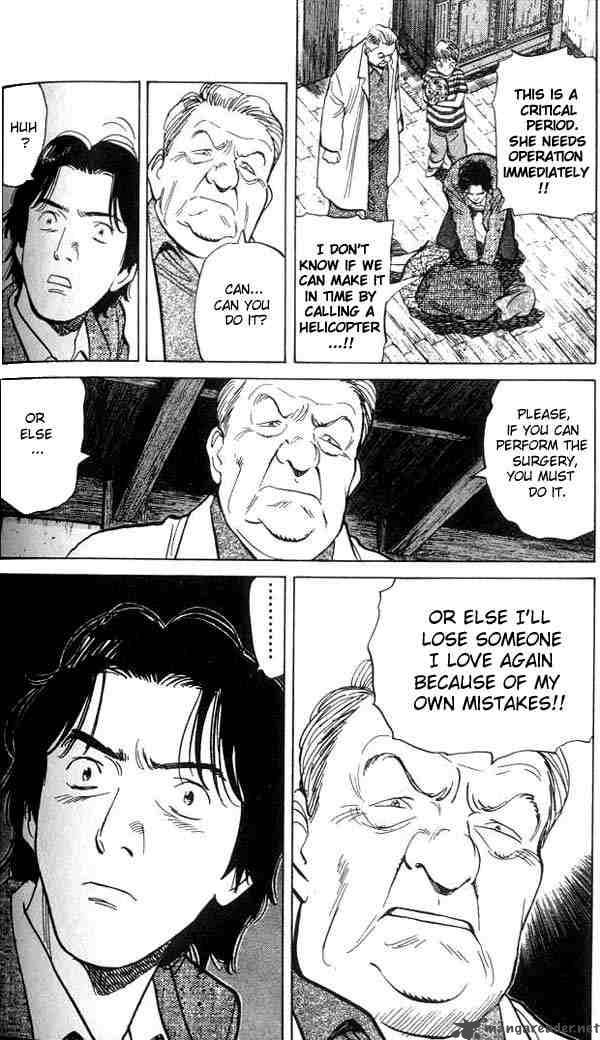 THIS IS A
CRITICAL
PERIOD.
SHE NEEDS
OPERATION
IMMEDIATELY
!!
I DON'T
KNOW IF WE
CAN MAKE IT
IN TIME BY
CALLING A
HELICOPTER
...!!
CAN...
CAN YOU
DO IT?
HUH
?
PLEASE,
IF YOU CAN
PERFORM THE
SURGERY,
YOU MUST
DO IT.
OR
ELSE
...
OR ELSE I'LL
LOSE SOMEONE
I LOVE AGAIN
BECAUSE OF MY
OWN MISTAKES!!
........
mangareader.net